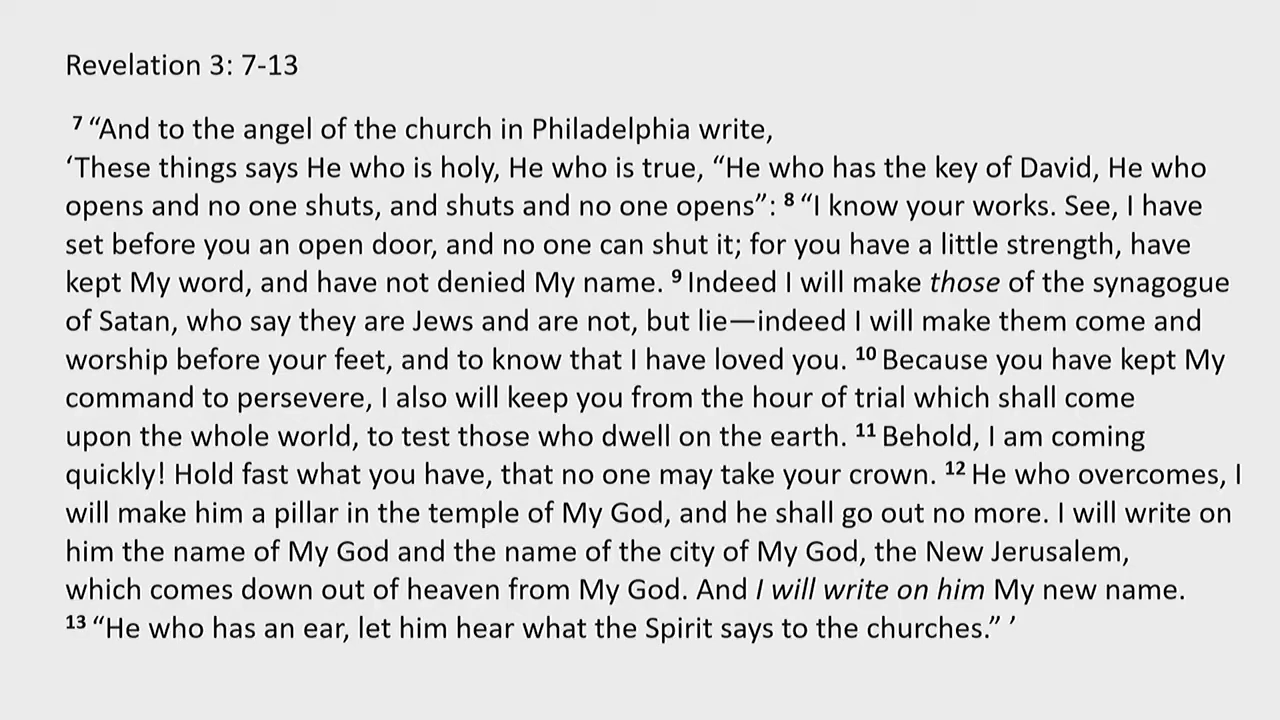 Revelation 3: 7-13
7 “And to the angel of the church in Philadelphia write,
‘These things says He who is holy, He who is true, “He who has the key of David, He who
opens and no one shuts, and shuts and no one opens”: 8 “I know your works. See, I have
set before you an open door, and no one can shut it; for you have a little strength, have
kept My word, and have not denied My name. 9 Indeed I will make those of the synagogue
of Satan, who say they are Jews and are not, but lie—indeed I will make them come and
worship before your feet, and to know that I have loved you. 10 Because you have kept My
command to persevere, I also will keep you from the hour of trial which shall come
upon the whole world, to test those who dwell on the earth. 11 Behold, I am coming
quickly! Hold fast what you have, that no one may take your crown. 12 He who overcomes, I
will make him a pillar in the temple of My God, and he shall go out no more. I will write on
him the name of My God and the name of the city of My God, the New Jerusalem,
which comes down out of heaven from My God. And I will write on him My new name.
13 “He who has an ear, let him hear what the Spirit says to the churches.” ’